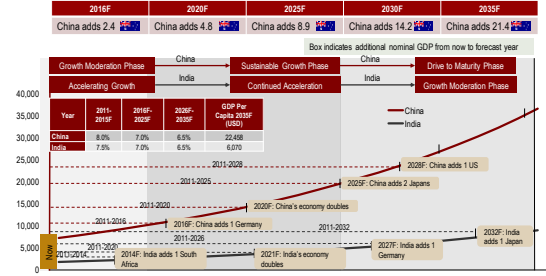 2016F 2020F 2025F 2030F 2035F
China adds 2.4 China adds 4.8 China adds 8.9 China adds 14.2 China adds 21.4
Box indicates additional nominal GDP from now to forecast year
Growth Moderation Phase China Sustainable Growth Phase China Drive to Maturity Phase
Accelerating Growth India Continued Acceleration India Growth Moderation Phase
40,000
35,000
30,000
25,000
20,000
15,000
10,000
5,000
0
Year 2011-2015F 2016F-2025F 2026F-2035F GDP Per Capita 2035F (USD)
China 8.0% 7.0% 6.5% 22,458
India 7.5% 7.0% 6.5% 6,070
China
India
2011-2028
2028F: China adds 1 US
2011-2025
2025F: China adds 2 Japans
2011-2020
2020F: China's economy doubles
2011-2016
2016F: China adds 1 Germany
2011-2032
2032F: India
adds 1 Japan
2011-2026
2027F: India adds 1
Germany
2011-2020
2021F: India's economy
doubles
2011-2014
2014F: India adds 1 South
Africa
Now